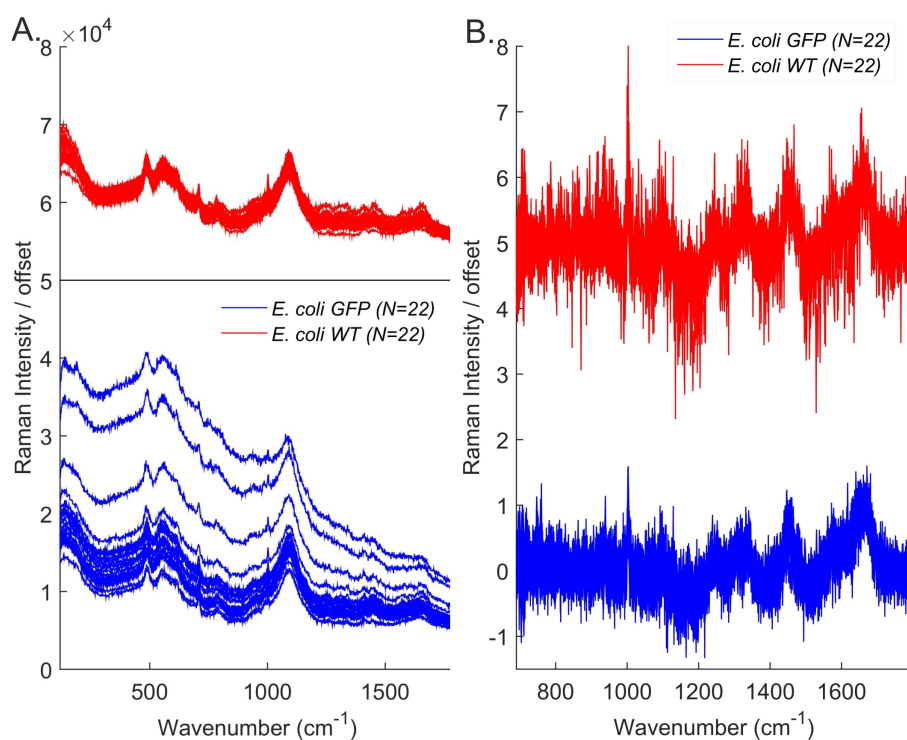 A.
×10⁴
8
7
6
5
4
3
2
1
0
Raman Intensity / offset
E. coli GFP (N=22)
E. coli WT (N=22)
500
1000
1500
Wavenumber (cm⁻¹)
B.
E. coli GFP (N=22)
E. coli WT (N=22)
8
7
6
5
4
3
2
1
0
-1
Raman Intensity / offset
800
1000
1200
1400
1600
Wavenumber (cm⁻¹)